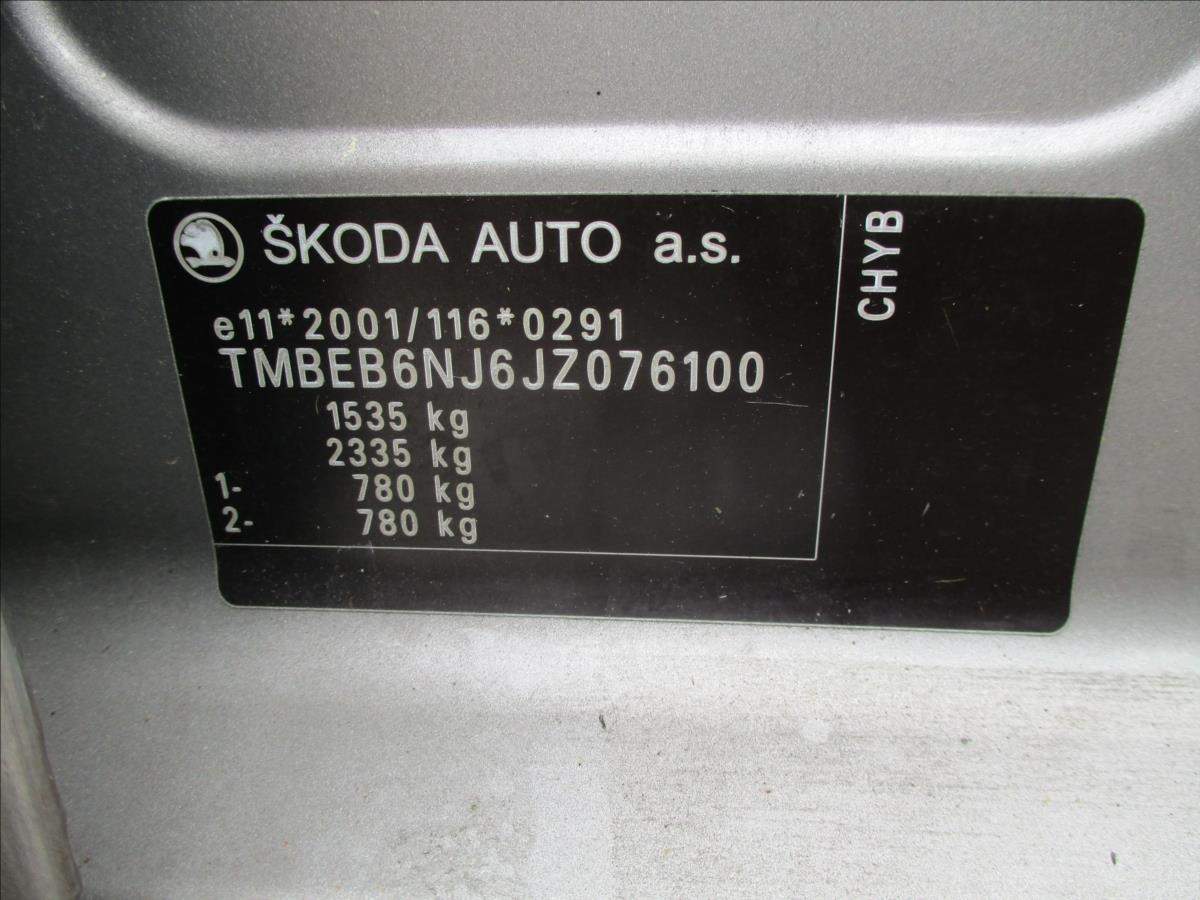 ŠKODA AUTO a.s.
CHYB
e11*2001/116*0291
TMBEB6NJ6JZ076100
1535 kg
2335 kg
1- 780 kg
2- 780 kg